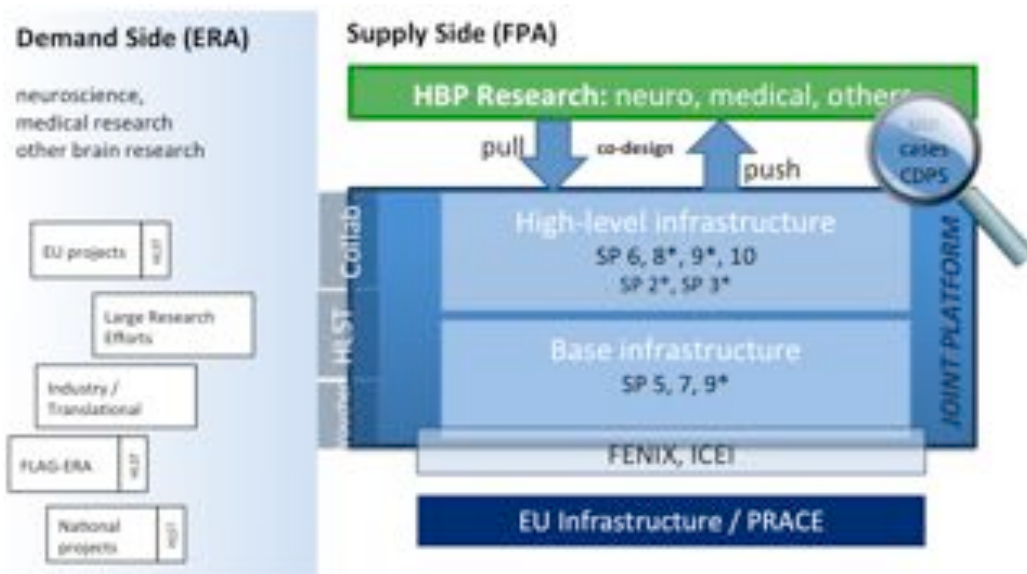 Demand Side (ERA)
neuroscience,
medical research
other brain research
EU projects
HLST
Large Research
Efforts
Industry /
Translational
FLAG-ERA
HLST
National
projects
HLST
Supply Side (FPA)
HBP Research: neuro, medical, others
pull
co-design
push
cases
CDPS
Collab
HLST
High-level infrastructure
SP 6, 8*, 9*, 10
SP 2*, SP 3*
Base infrastructure
SP 5, 7, 9*
JOINT PLATFORM
FENIX, ICEI
EU Infrastructure / PRACE